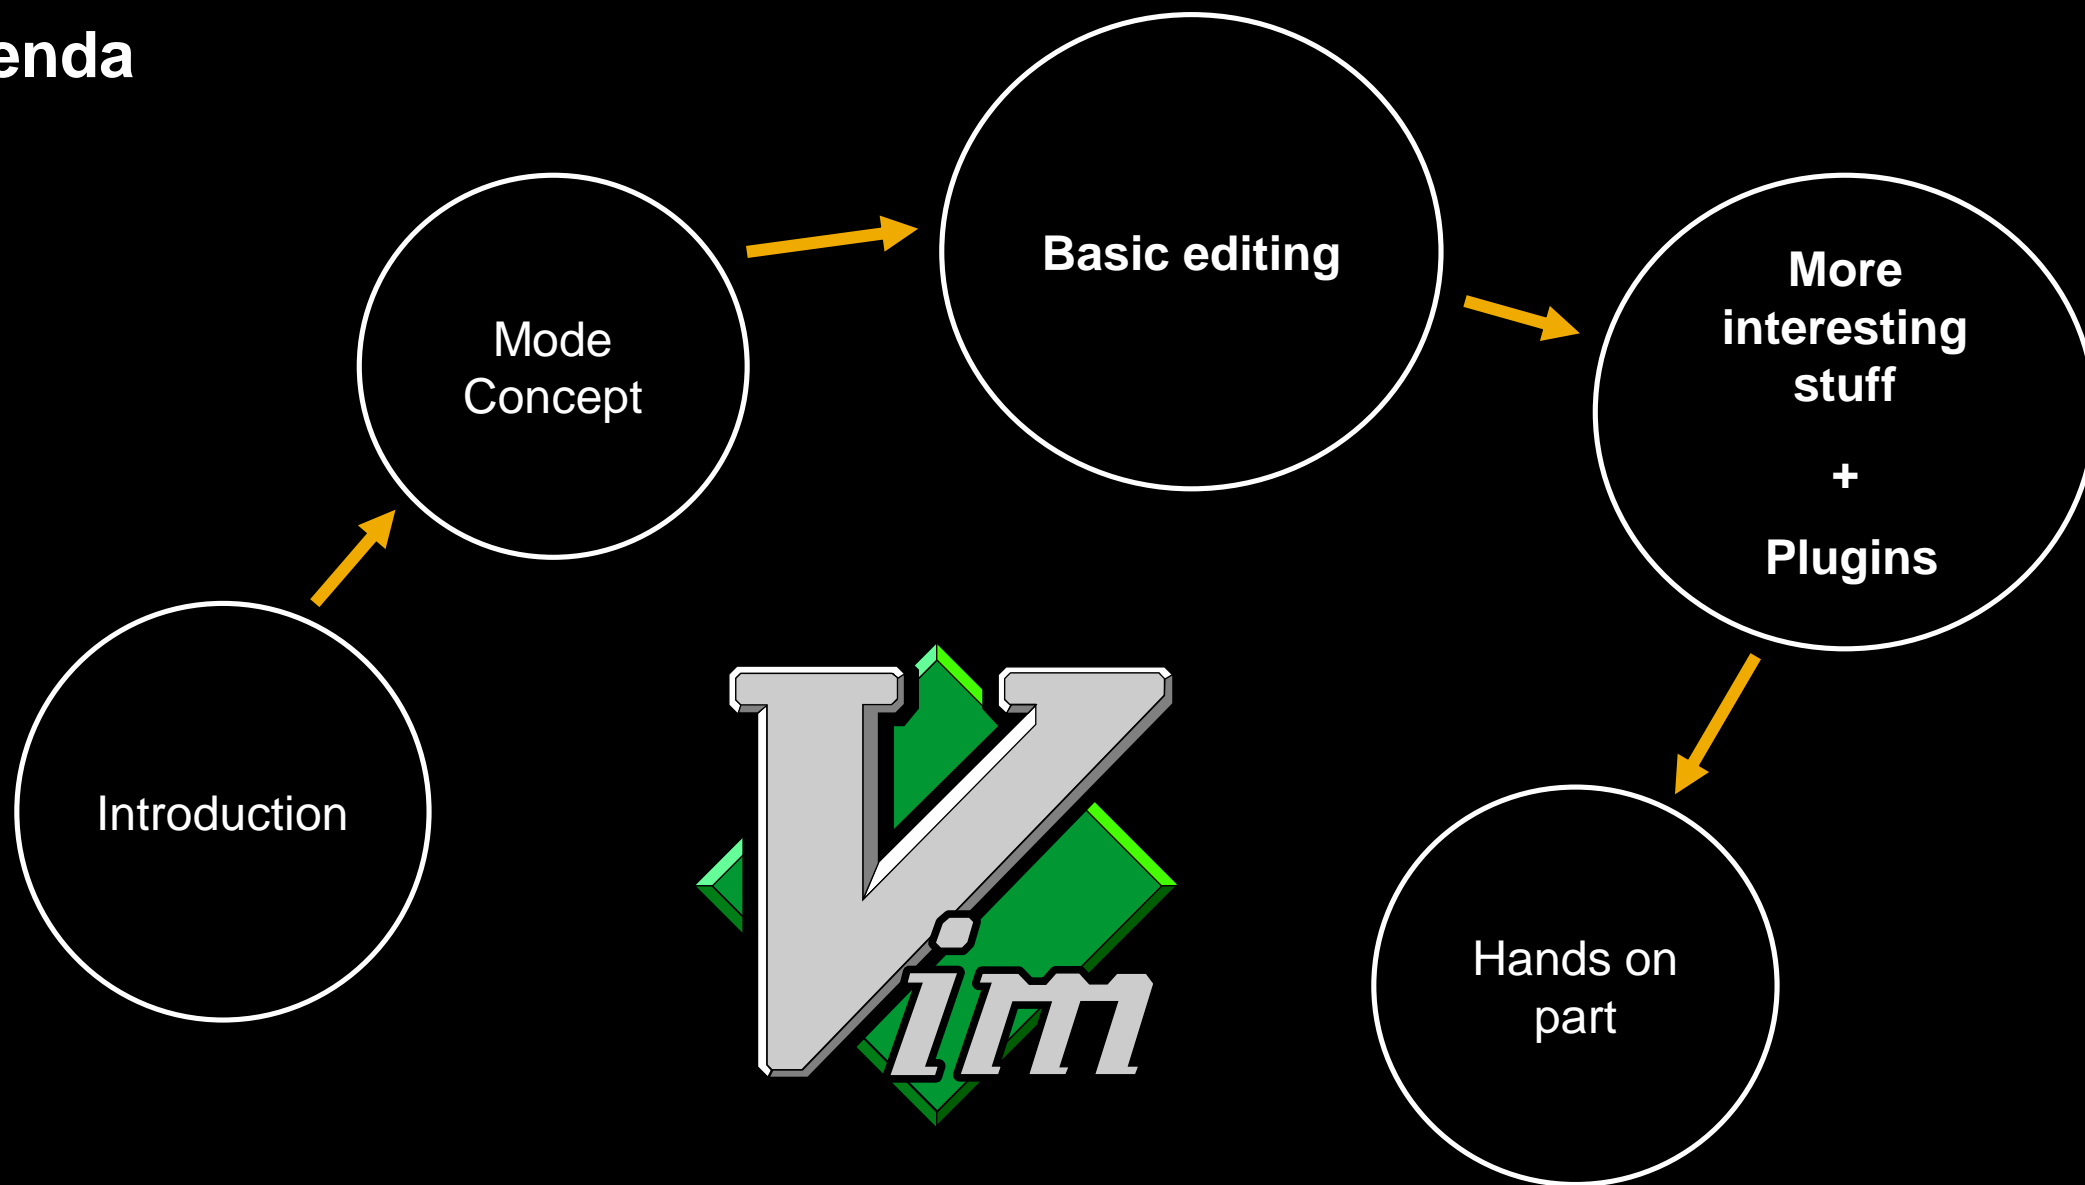 enda
Introduction
Mode
Concept
Basic editing
More
interesting
stuff
+
Plugins
Hands on
part
Vim